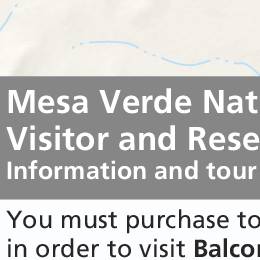 Mesa Verde Nat
Visitor and Rese
Information and tour
You must purchase to
in order to visit Balco